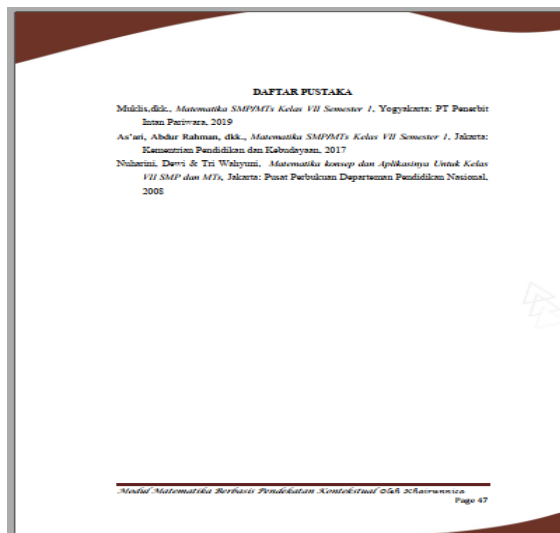 DAFTAR PUSTAKA
Muklis,dkk., Matematika SMP/MTs Kelas VII Semester 1, Yogyakarta: PT Penerbit
Intan Pariwara, 2019
As'ari, Abdur Rahman, dkk., Matematika SMP/MTs Kelas VII Semester 1, Jakarta:
Kementrian Pendidikan dan Kebudayaan, 2017
Nuharini, Dewi & Tri Wahyuni, Matematika konsep dan Aplikasinya Untuk Kelas
VII SMP dan MTs, Jakarta: Pusat Perbukuan Departeman Pendidikan Nasional,
2008
Modul Matematika Berbasis Pendekatan Kontekstual Oleh Khairunnisa
Page 47